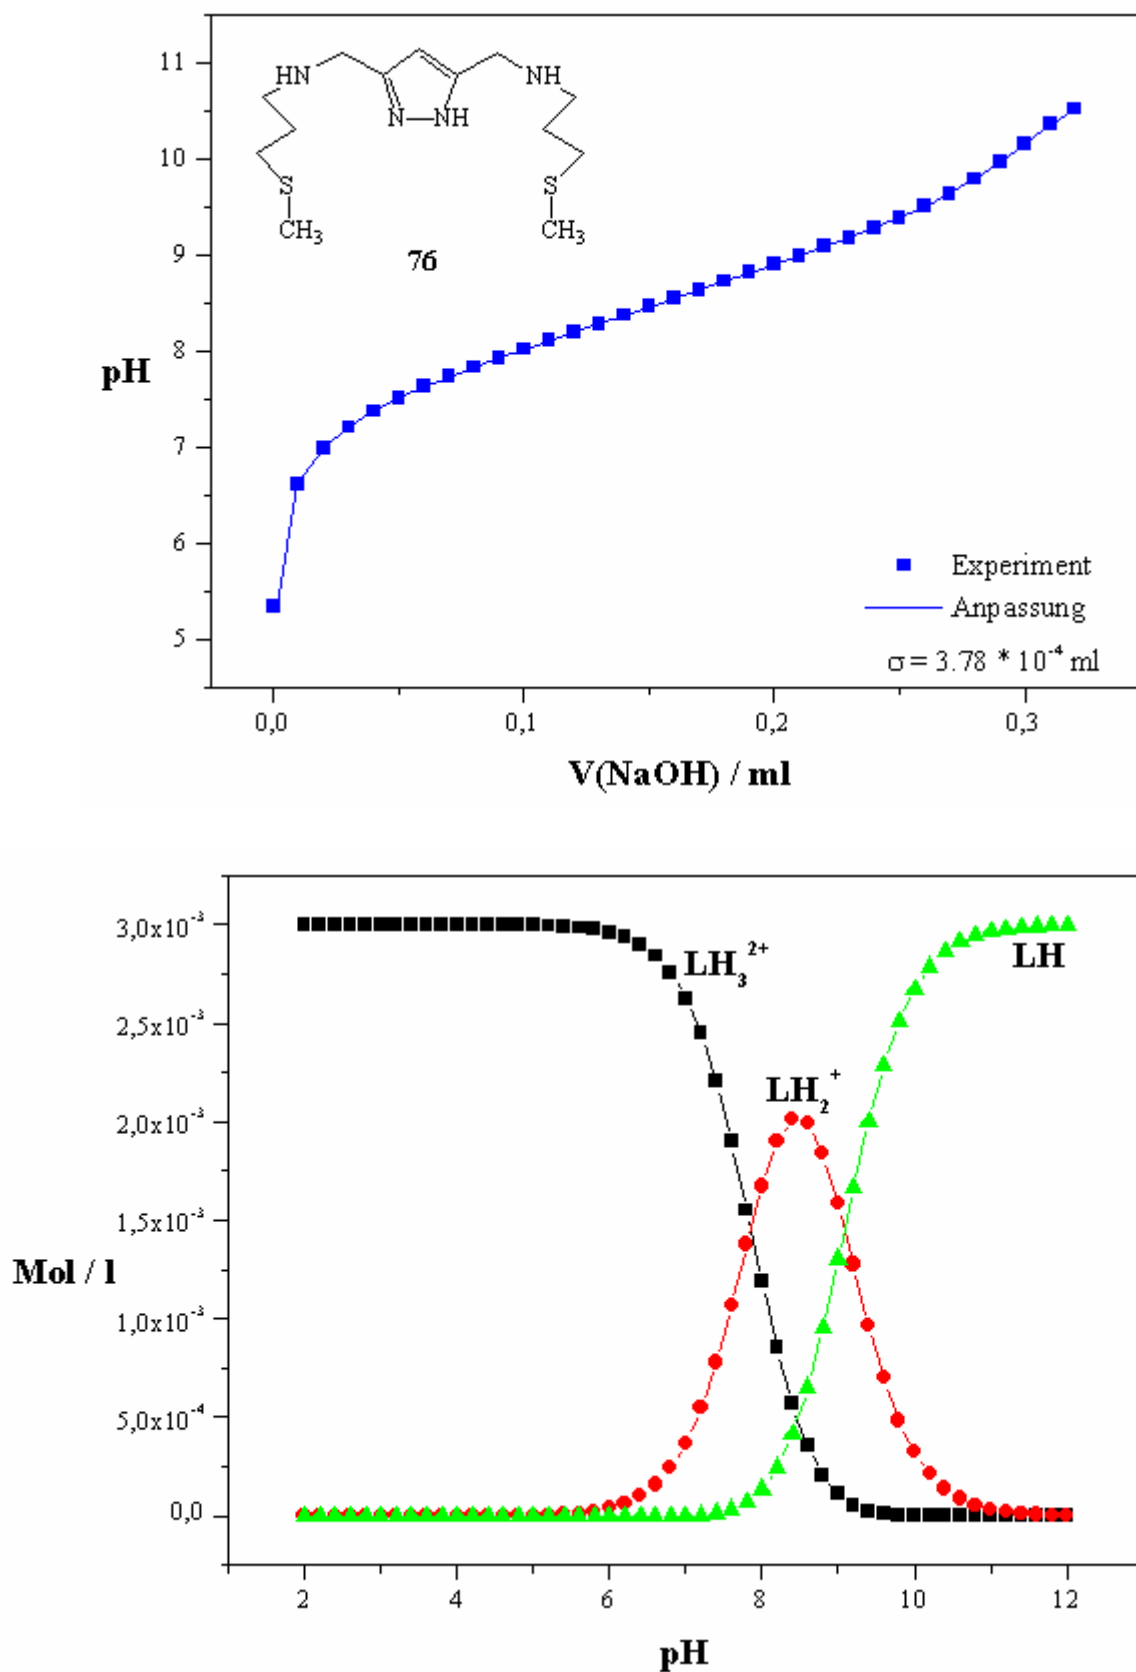 11
10
9
8
7
6
5
pH
HN
NH
N
NH
S
S
CH₃
CH₃
76
Experiment
Anpassung
σ = 3.78 * 10⁻⁴ ml
0,0
0,1
0,2
0,3
V(NaOH) / ml
3,0x10⁻³
2,5x10⁻³
2,0x10⁻³
1,5x10⁻³
1,0x10⁻³
5,0x10⁻⁴
0,0
Mol / l
LH₃²⁺
LH₂⁺
LH
2
4
6
8
10
12
pH